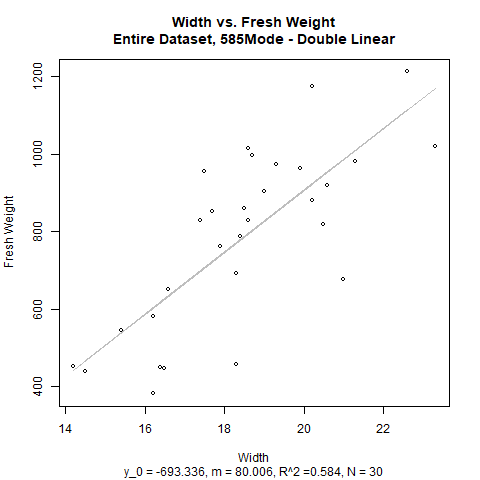 Width vs. Fresh Weight
Entire Dataset, 585Mode - Double Linear
1200
1000
800
600
400
Fresh Weight
14 16 18 20 22
Width
y_0 = -693.336, m = 80.006, R^2 =0.584, N = 30